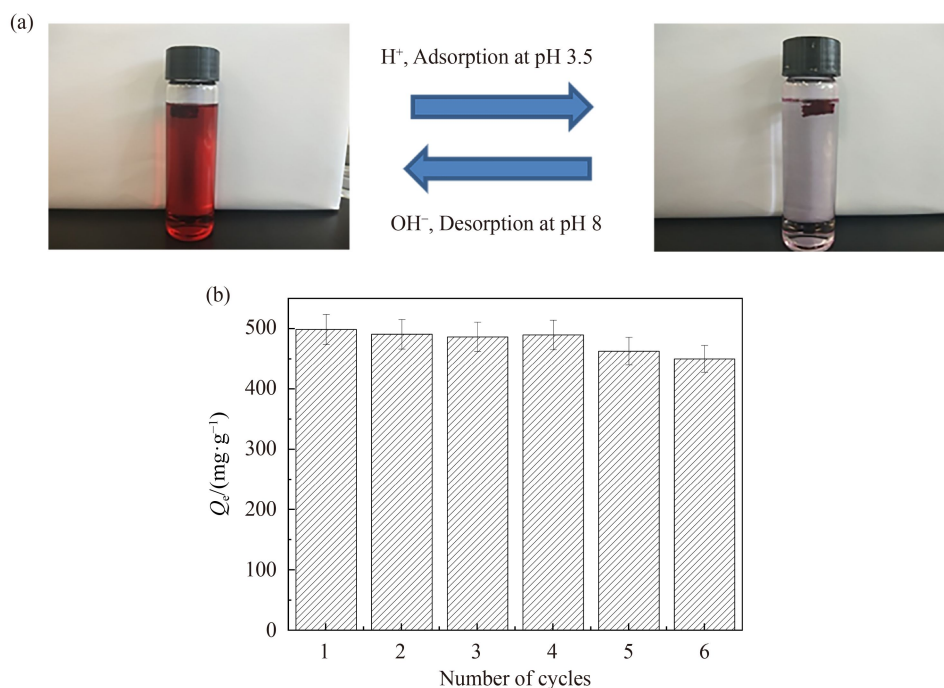 (a)
H⁺, Adsorption at pH 3.5
OH⁻, Desorption at pH 8
(b)
Qₑ/(mg·g⁻¹)
500
400
300
200
100
0
1 2 3 4 5 6
Number of cycles